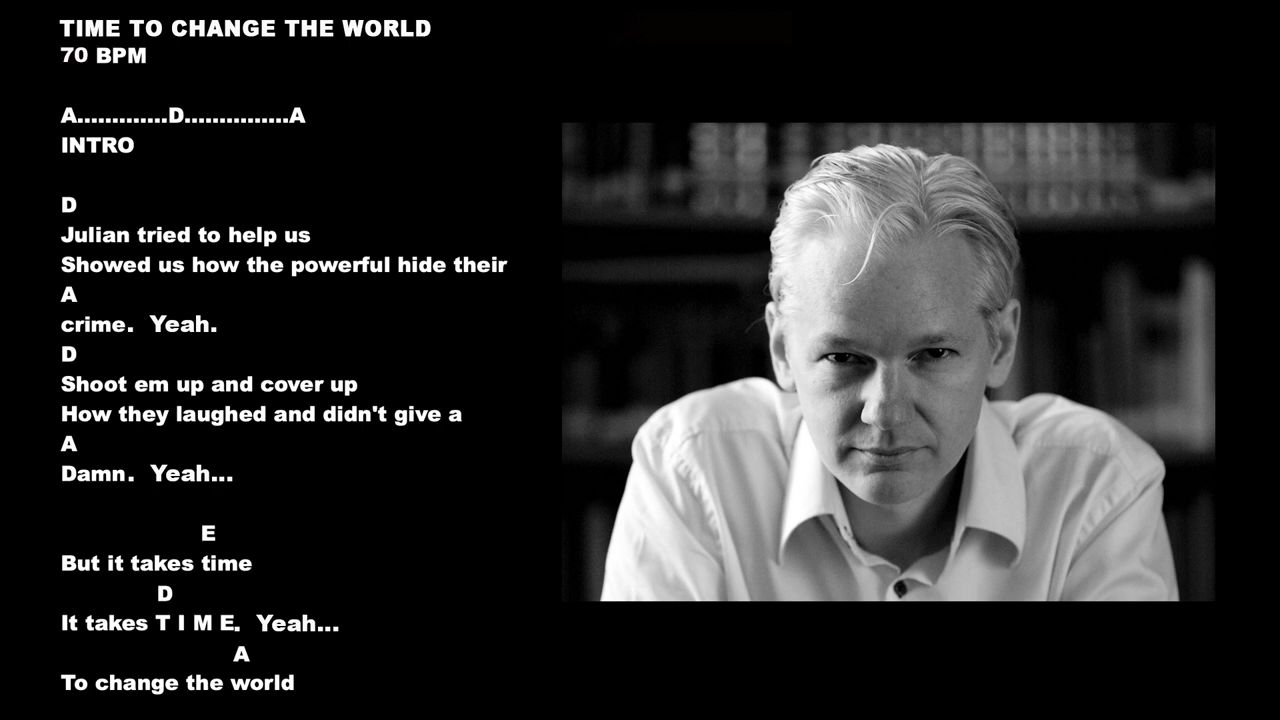 TIME TO CHANGE THE WORLD
70 BPM
A.............D...............A
INTRO
D
Julian tried to help us
Showed us how the powerful hide their
A
crime.  Yeah.
D
Shoot em up and cover up
How they laughed and didn't give a
A
Damn.  Yeah...
E
But it takes time
D
It takes T I M E.  Yeah...
A
To change the world